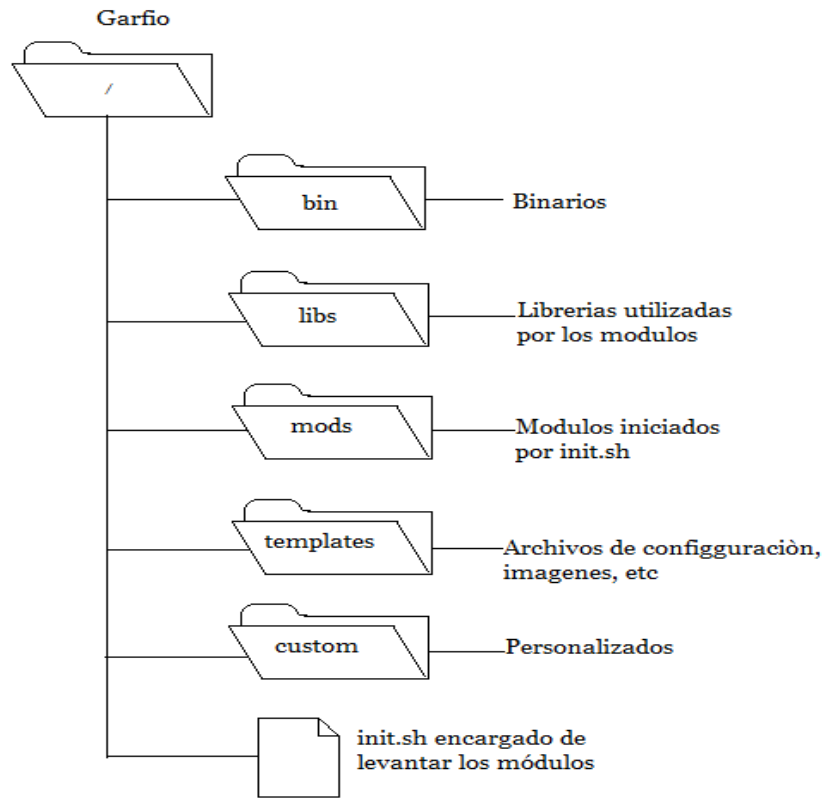 Garfio
/
bin
Binarios
libs
Librerias utilizadas
por los modulos
mods
Modulos iniciados
por init.sh
templates
Archivos de configguraciòn,
imagenes, etc
custom
Personalizados
init.sh encargado de
levantar los módulos